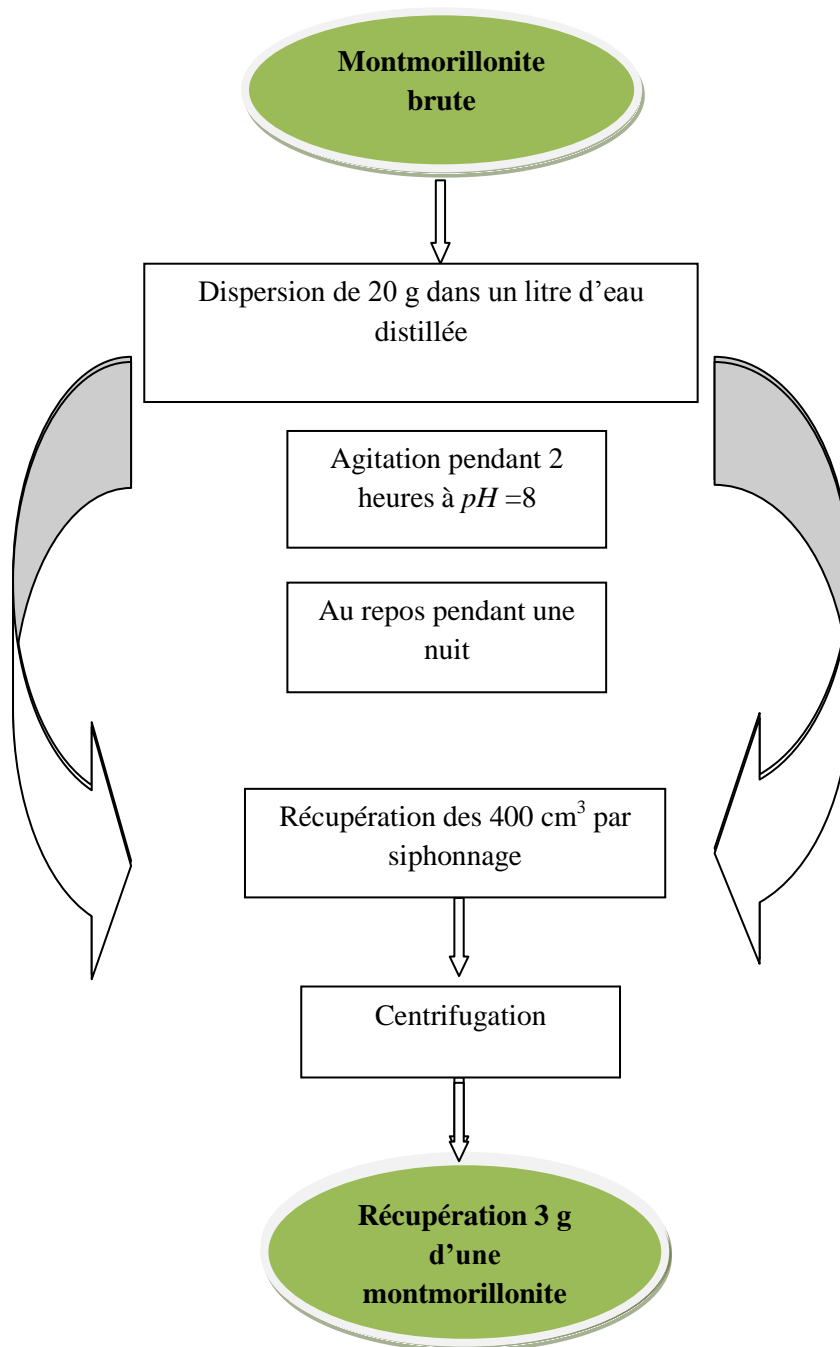 Montmorillonite
brute
Dispersion de 20 g dans un litre d’eau
distillée
Agitation pendant 2
heures à pH =8
Au repos pendant une
nuit
Récupération des 400 cm³ par
siphonnage
Centrifugation
Récupération 3 g
d’une
montmorillonite